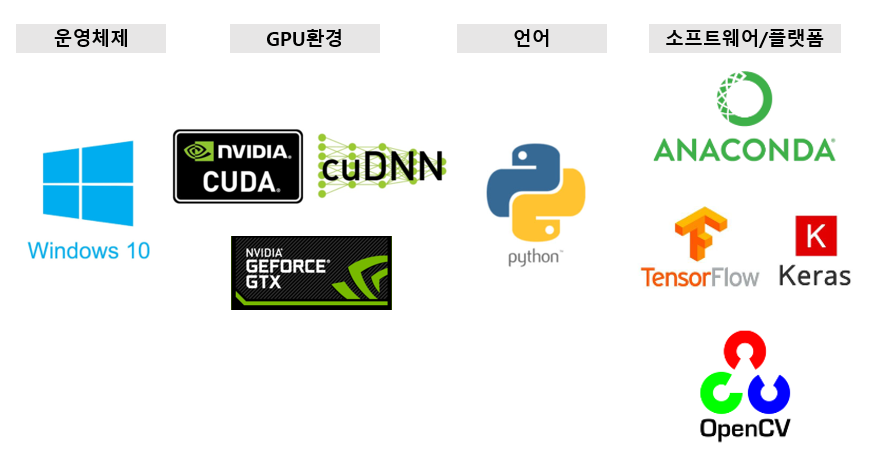 운영체제
GPU환경
언어
소프트웨어/플랫폼
Windows 10
NVIDIA.
CUDA.
cuDNN
NVIDIA®
GEFORCE®
GTX
python™
ANACONDA®
TensorFlow
K
Keras
OpenCV